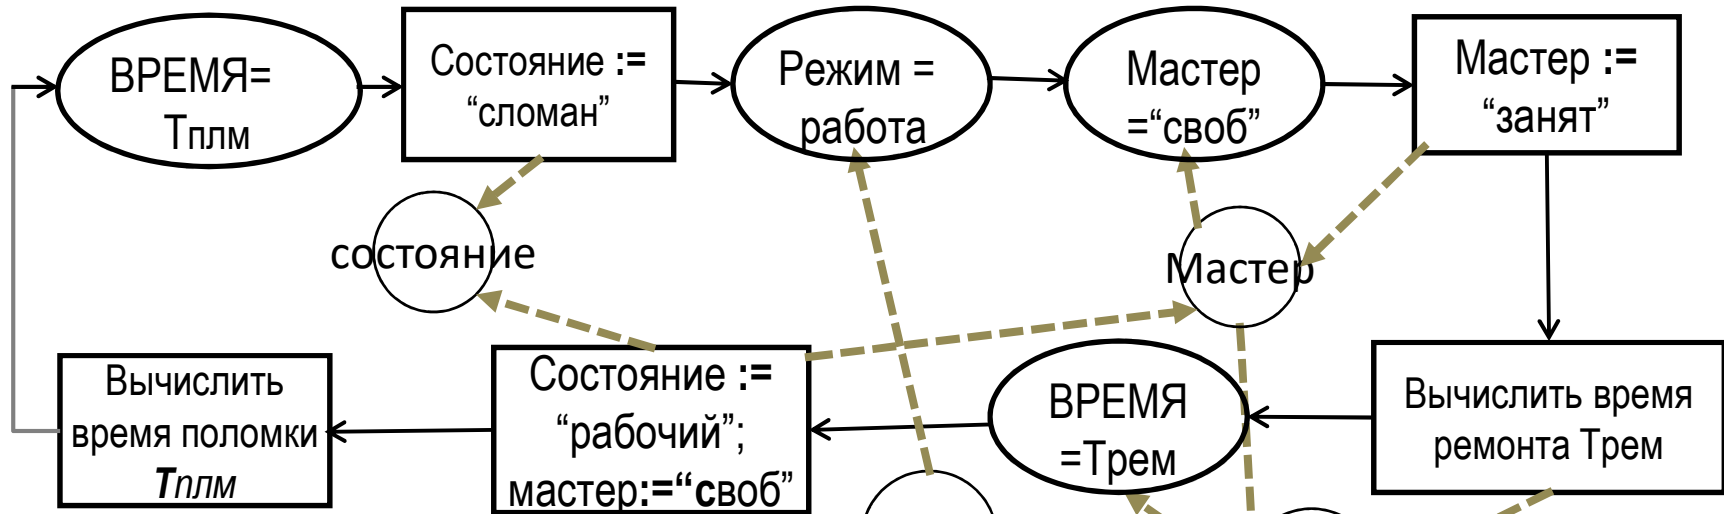 ВРЕМЯ=
Тплм
Состояние :=
“сломан”
Режим =
работа
Мастер
=“своб”
Мастер :=
“занят”
состояние
Мастер
Вычислить
время поломки
Тплм
Состояние :=
“рабочий”;
мастер:=“своб”
ВРЕМЯ
=Трем
Вычислить время
ремонта Трем